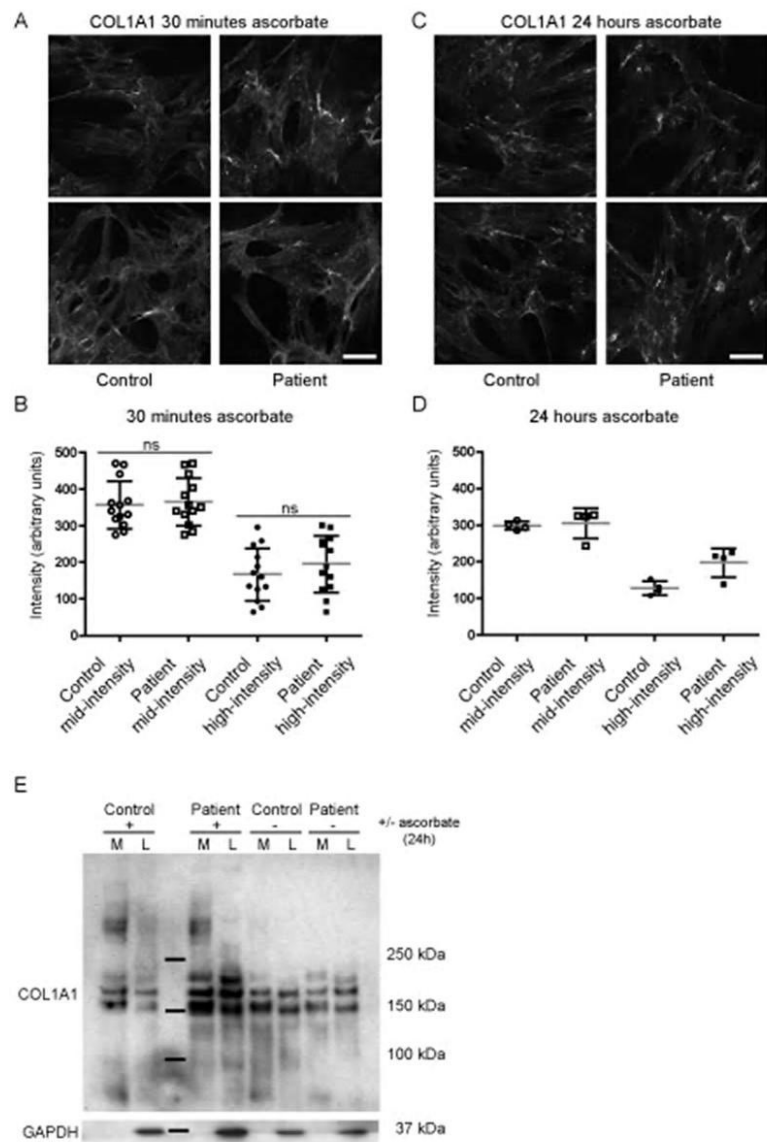 A
COL1A1 30 minutes ascorbate
C
COL1A1 24 hours ascorbate
Control
Patient
Control
Patient
B
30 minutes ascorbate
D
24 hours ascorbate
Intensity (arbitrary units)
500
400
300
200
100
0
ns
ns
Control
mid-intensity
Patient
mid-intensity
Control
high-intensity
Patient
high-intensity
Intensity (arbitrary units)
500
400
300
200
100
0
Control
mid-intensity
Patient
mid-intensity
Control
high-intensity
Patient
high-intensity
E
Control Patient Control Patient
+ + - - +/- ascorbate
(24h)
M L M L M L M L
250 kDa
COL1A1
150 kDa
100 kDa
GAPDH
37 kDa